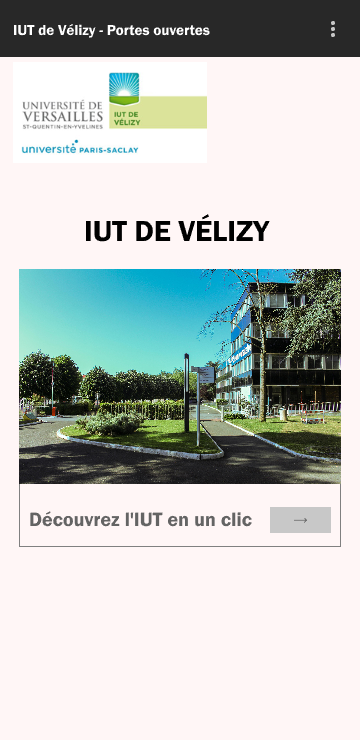 IUT de Vélizy - Portes ouvertes
UNIVERSITÉ DE
VERSAILLES
ST-QUENTIN-EN-YVELINES
IUT DE
VÉLIZY
université PARIS-SACLAY
IUT DE VÉLIZY
Découvrez l'IUT en un clic
→